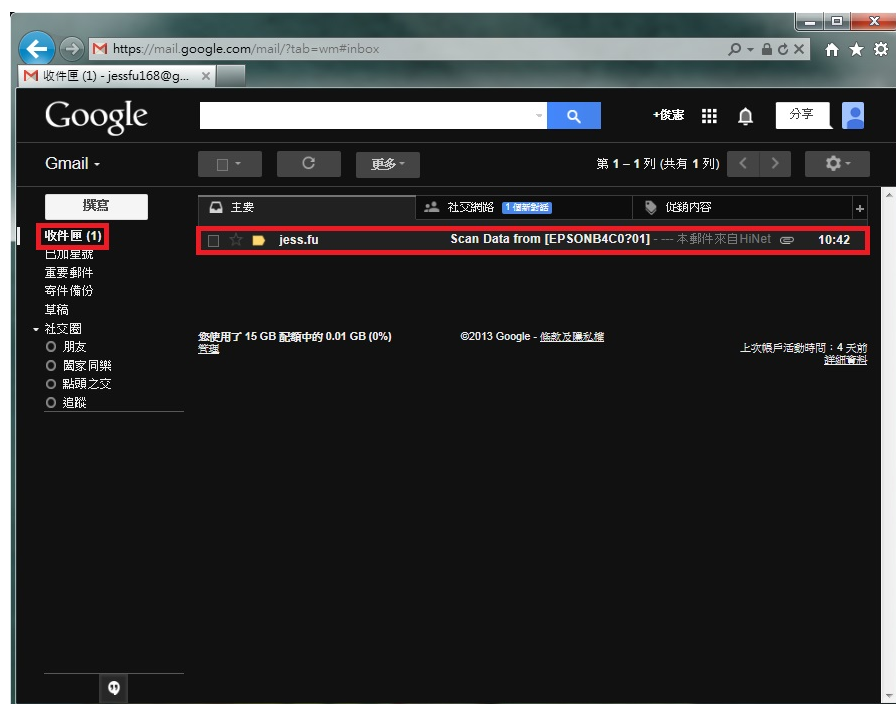 https://mail.google.com/mail/?tab=wm#inbox
收件匣 (1) - jessfu168@g...
Google
+俊憲
分享
Gmail
更多
第 1 – 1 列 (共有 1 列)
撰寫
主要
社交網路 1 個新對話
促銷內容
+
收件匣 (1)
jess.fu
Scan Data from [EPSONB4C0?01] - --- 本郵件來自HiNet
10:42
已加星號
重要郵件
寄件備份
草稿
社交圈
朋友
闔家同樂
點頭之交
追蹤
您使用了 15 GB 配額中的 0.01 GB (0%)
管理
©2013 Google - 條款及隱私權
上次帳戶活動時間：4 天前
詳細資料